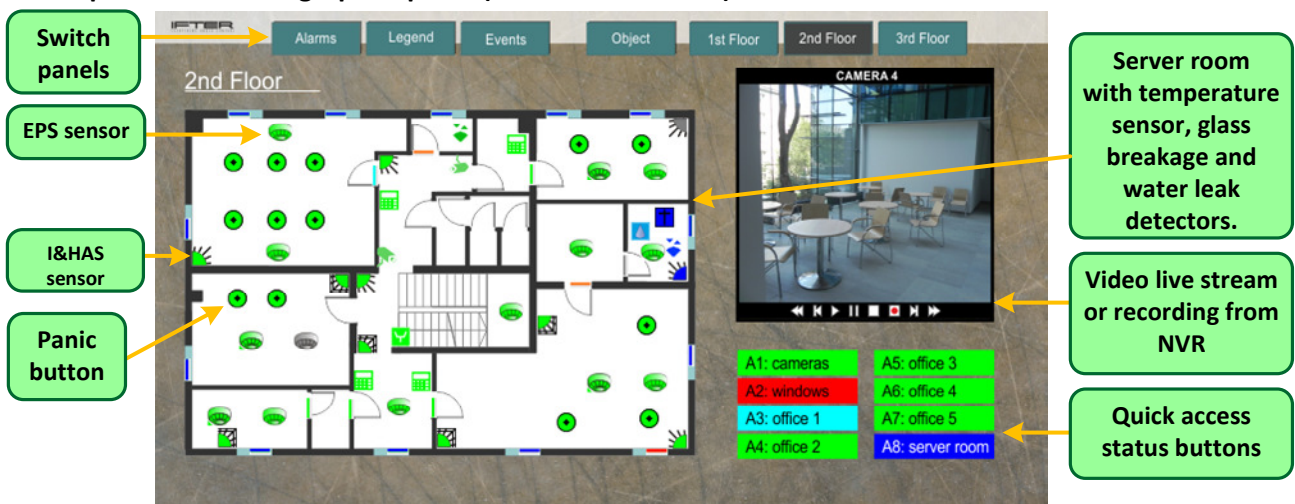 IFTER
Alarms
Legend
Events
Object
1st Floor
2nd Floor
3rd Floor
Switch
panels
2nd Floor
CAMERA 4
Server room
with temperature
sensor, glass
breakage and
water leak
detectors.
EPS sensor
I&HAS
sensor
Panic
button
Video live stream
or recording from
NVR
A1: cameras
A5: office 3
A2: windows
A6: office 4
A3: office 1
A7: office 5
A4: office 2
A8: server room
Quick access
status buttons